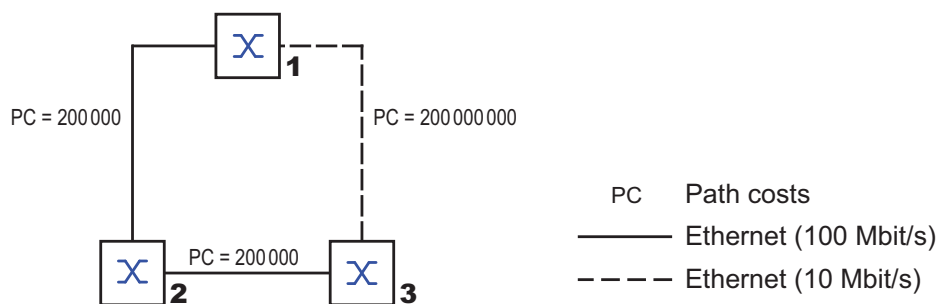 1
PC = 200 000
PC = 200 000 000
PC = 200 000
2
3
PC Path costs
Ethernet (100 Mbit/s)
Ethernet (10 Mbit/s)